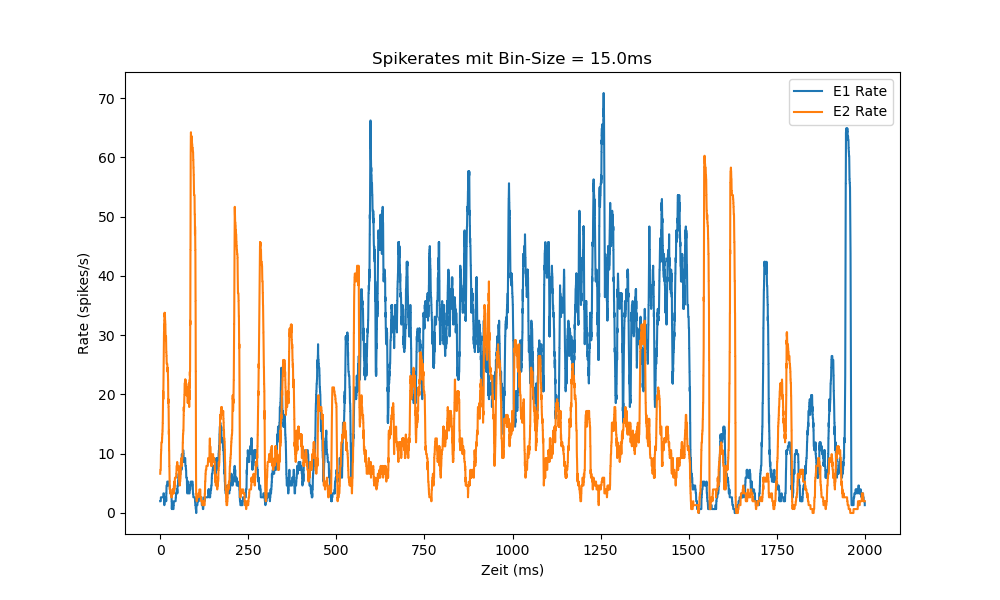 Spikerates mit Bin-Size = 15.0ms
E1 Rate
E2 Rate
Rate (spikes/s)
70
60
50
40
30
20
10
0
0 250 500 750 1000 1250 1500 1750 2000
Zeit (ms)